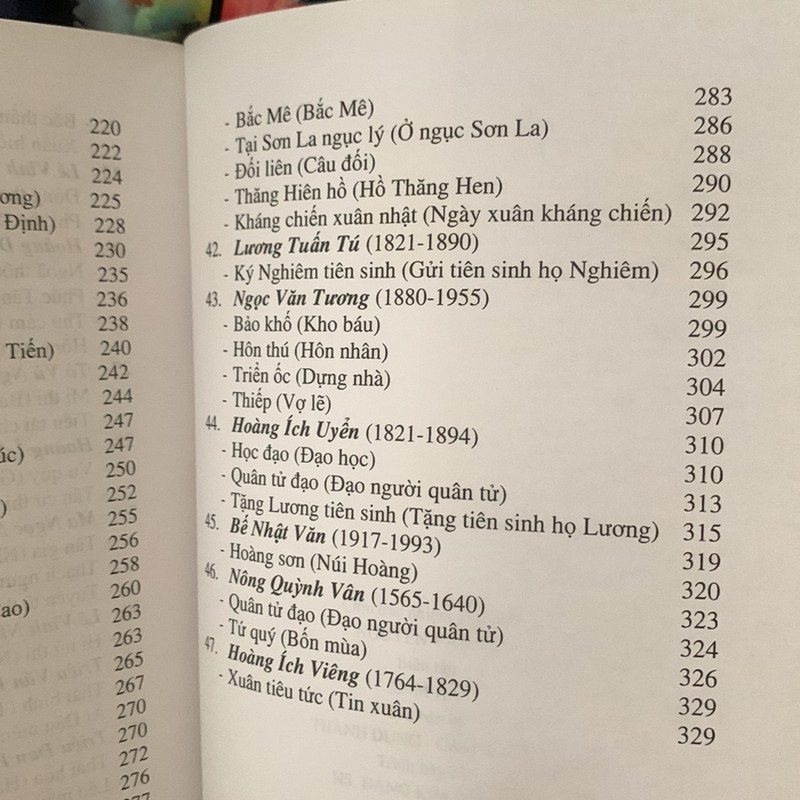 220
222
224
ơng) 225
Định) 228
230
235
236
238
Tiến) 240
242
244
247
úc) 247
250
) 252
255
256
258
ao) 260
263
263
265
267
270
270
272
276
277
- Bắc Mê (Bắc Mê) 283
- Tại Sơn La ngục lý (Ở ngục Sơn La) 286
- Đối liên (Câu đối) 288
- Thăng Hiên hồ (Hồ Thăng Hen) 290
- Kháng chiến xuân nhật (Ngày xuân kháng chiến) 292
42. Lương Tuấn Tú (1821-1890) 295
- Ký Nghiêm tiên sinh (Gửi tiên sinh họ Nghiêm) 296
43. Ngọc Văn Tương (1880-1955) 299
- Bảo khố (Kho báu) 299
- Hôn thú (Hôn nhân) 302
- Triển ốc (Dựng nhà) 304
- Thiếp (Vợ lẽ) 307
44. Hoàng Ích Uyển (1821-1894) 310
- Học đạo (Đạo học) 310
- Quân tử đạo (Đạo người quân tử) 313
- Tặng Lương tiên sinh (Tặng tiên sinh họ Lương) 315
45. Bế Nhật Văn (1917-1993) 319
- Hoàng sơn (Núi Hoàng) 320
46. Nông Quỳnh Vân (1565-1640) 323
- Quân tử đạo (Đạo người quân tử) 324
- Tứ quý (Bốn mùa) 326
47. Hoàng Ích Viêng (1764-1829) 329
- Xuân tiêu tức (Tin xuân) 329